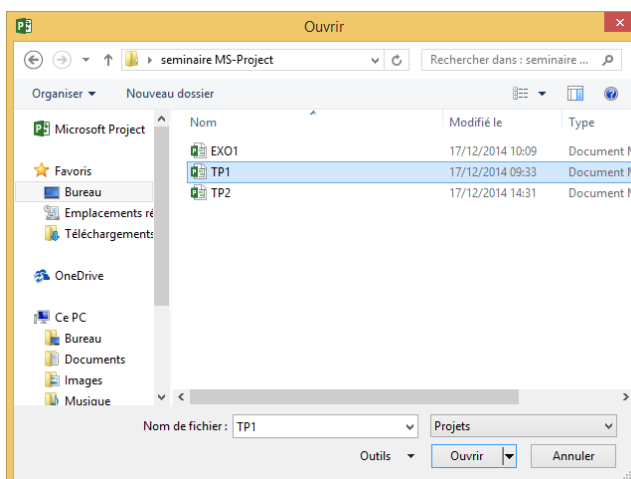 Ouvrir
seminaire MS-Project
Rechercher dans : seminaire ...
Organiser
Nouveau dossier
Microsoft Project
Favoris
Bureau
Emplacements ré
Téléchargements
OneDrive
Ce PC
Bureau
Documents
Images
Musique
Nom Modifié le Type
EXO1 17/12/2014 10:09 Document M
TP1 17/12/2014 09:33 Document M
TP2 17/12/2014 14:31 Document M
Nom de fichier : TP1
Projets
Outils
Ouvrir
Annuler